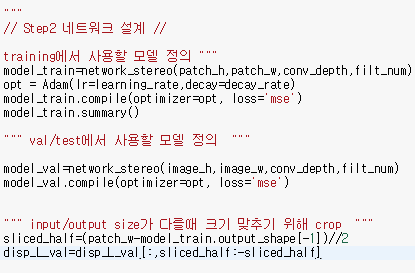 """
// Step2 네트워크 설계 //
training에서 사용할 모델 정의 """
model_train=network_stereo(patch_h,patch_w,conv_depth,filt_num)
opt = Adam(lr=learning_rate,decay=decay_rate)
model_train.compile(optimizer=opt, loss='mse')
model_train.summary()
""" val/test에서 사용할 모델 정의  """
model_val=network_stereo(image_h,image_w,conv_depth,filt_num)
model_val.compile(optimizer=opt, loss='mse')
""" input/output size가 다를때 크기 맞추기 위해 crop  """
sliced_half=(patch_w-model_train.output_shape[-1])//2
disp_L_val=disp_L_val[:,sliced_half:-sliced_half]